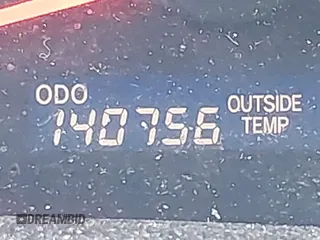 ODO
140756 OUTSIDE
TEMP
DREAMBID